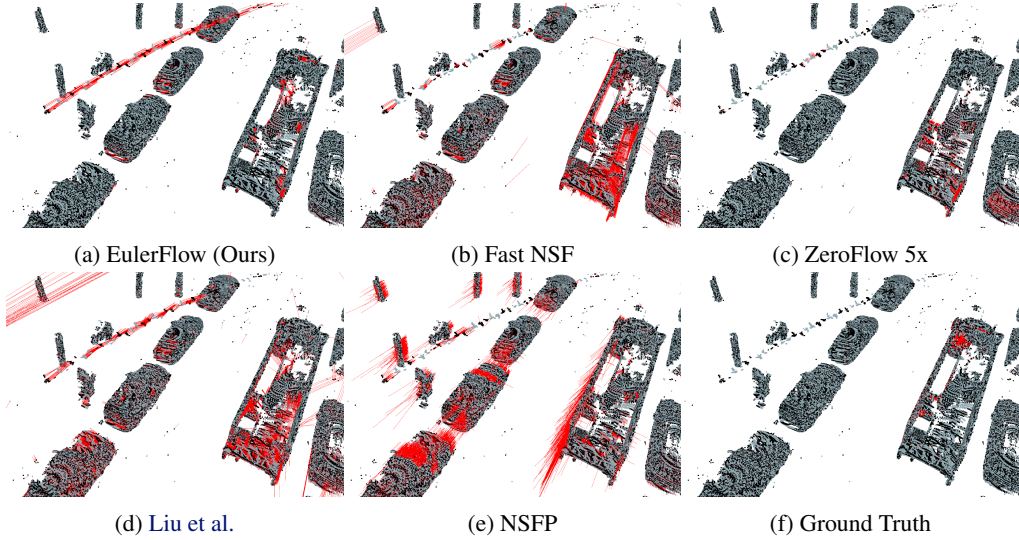 (a) EulerFlow (Ours)
(b) Fast NSF
(c) ZeroFlow 5x
(d) Liu et al.
(e) NSFP
(f) Ground Truth